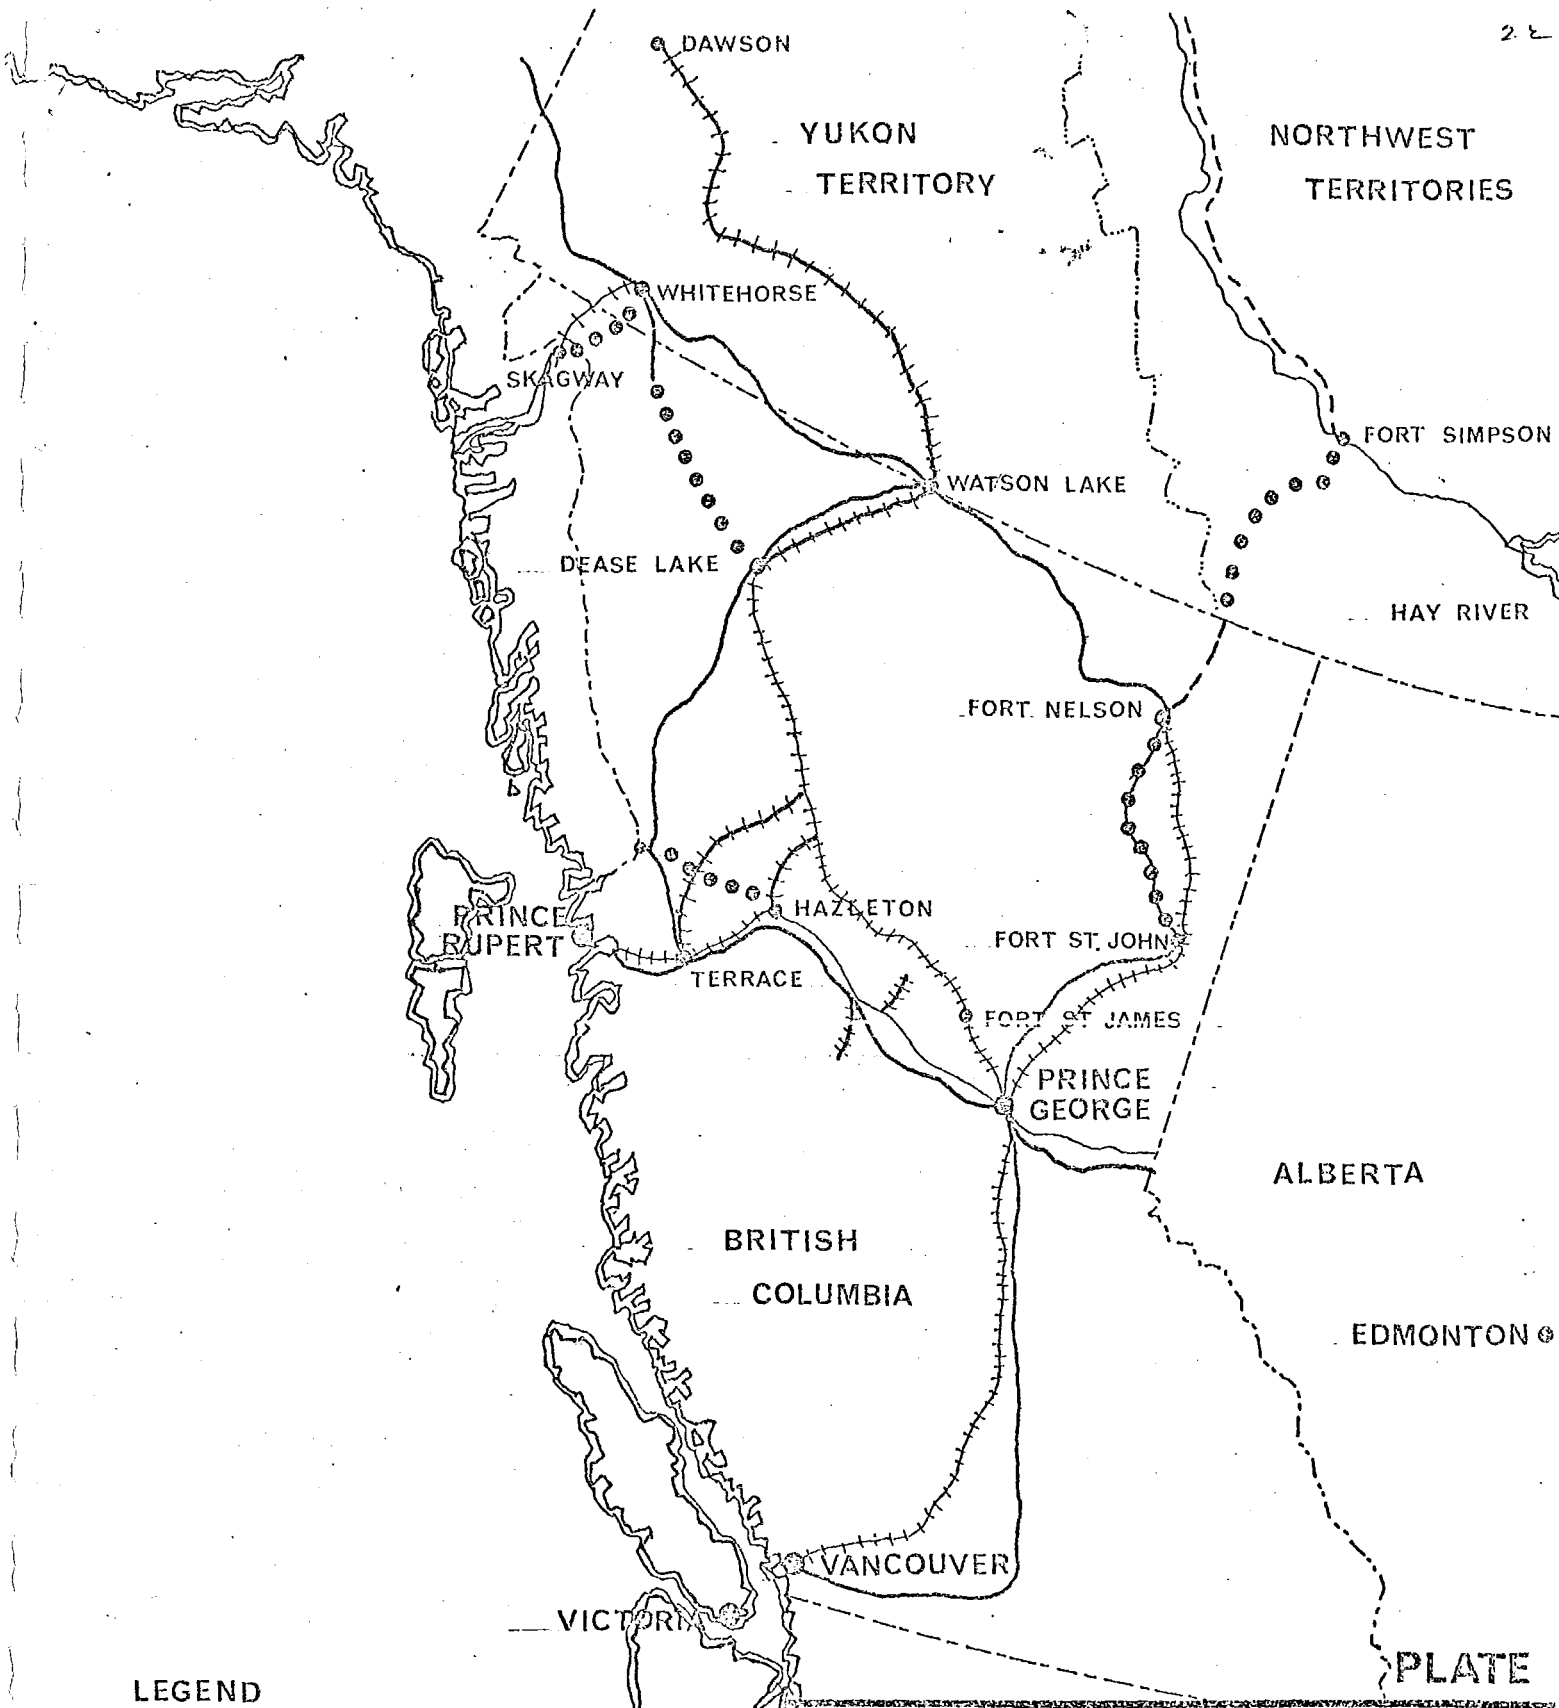 DAWSON
YUKON
TERRITORY
NORTHWEST
TERRITORIES
WHITEHORSE
SKAGWAY
FORT SIMPSON
WATSON LAKE
DEASE LAKE
HAY RIVER
FORT NELSON
HAZLETON
PRINCE
RUPERT
FORT ST. JOHN
TERRACE
FORT ST JAMES
PRINCE
GEORGE
ALBERTA
BRITISH
COLUMBIA
EDMONTON
VANCOUVER
VICTORIA
PLATE
LEGEND